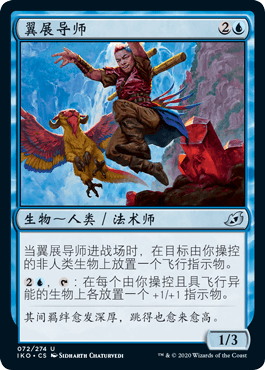 翼展导师 2
生物～人类／法术师
当翼展导师进战场时，在目标由你操控
的非人类生物上放置一个飞行指示物。
2，：在每个由你操控且具飞行异
能的生物上各放置一个 +1/+1 指示物。
其间羁绊愈发深厚，跳得也愈来愈高。
1/3
072/274 U
IKO • CS SIDHARTH CHATURVEDI
™ & © 2020 Wizards of the Coast